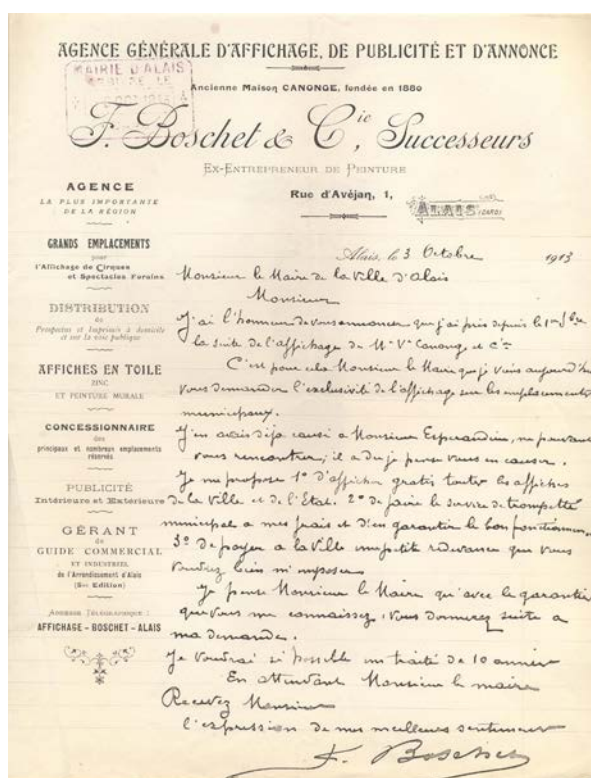 AGENCE GÉNÉRALE D'AFFICHAGE, DE PUBLICITÉ ET D'ANNONCE
MAIRIE D'ALAIS
Ancienne Maison CANONGE, fondée en 1880
F. Boschet & Cie, Successeurs
EX-ENTREPRENEUR DE PEINTURE
Rue d'Avéjan, 1,
ALAIS (GARD)
AGENCE
LA PLUS IMPORTANTE
DE LA RÉGION
GRANDS EMPLACEMENTS
pour
l'Affichage de Cirques
et Spectacles Forains
DISTRIBUTION
de
Prospectus et Imprimés à domicile
et sur la voie publique
AFFICHES EN TOILE
ZINC
ET PEINTURE MURALE
CONCESSIONNAIRE
des
principaux et nombreux emplacements
réservés
PUBLICITÉ
Intérieure et Extérieure
GÉRANT
du
GUIDE COMMERCIAL
ET INDUSTRIEL
de l'Arrondissement d'Alais
(5me Edition)
ADRESSE TÉLÉGRAPHIQUE :
AFFICHAGE-BOSCHET-ALAIS
Alais, le 3 Octobre 1913
Monsieur le Maire de la Ville d'Alais
Monsieur
J'ai l'honneur de vous annoncer que j'ai pris depuis le 1er
la suite de l'affichage de Vve Canonge et Cie
C'est pour cela Monsieur le Maire que je viens aujourd'hui
vous demander l'exclusivité de l'affichage sur les emplacements
municipaux.
J'en avais déja causé a Monsieur Esperandieu, ne pouvant
vous rencontrer, il a du je pense vous en causer.
Je me propose 1° d'afficher gratis toutes les affiches
de la Ville et de l'Etat. 2° de faire le service de trompette
municipal a mes frais et d'en garantir le bon fonctionnement
3° de payer a la Ville une petite redevance que vous
voudrez bien m'imposer
Je pense Monsieur le Maire qu'avec la garantie
que vous me connaissez, vous donnerez suite a
ma demande.
Je voudrai si possible un traité de 10 années
En attendant Monsieur le maire
Recevez Monsieur
l'expression de mes meilleurs sentiments
F. Boschet